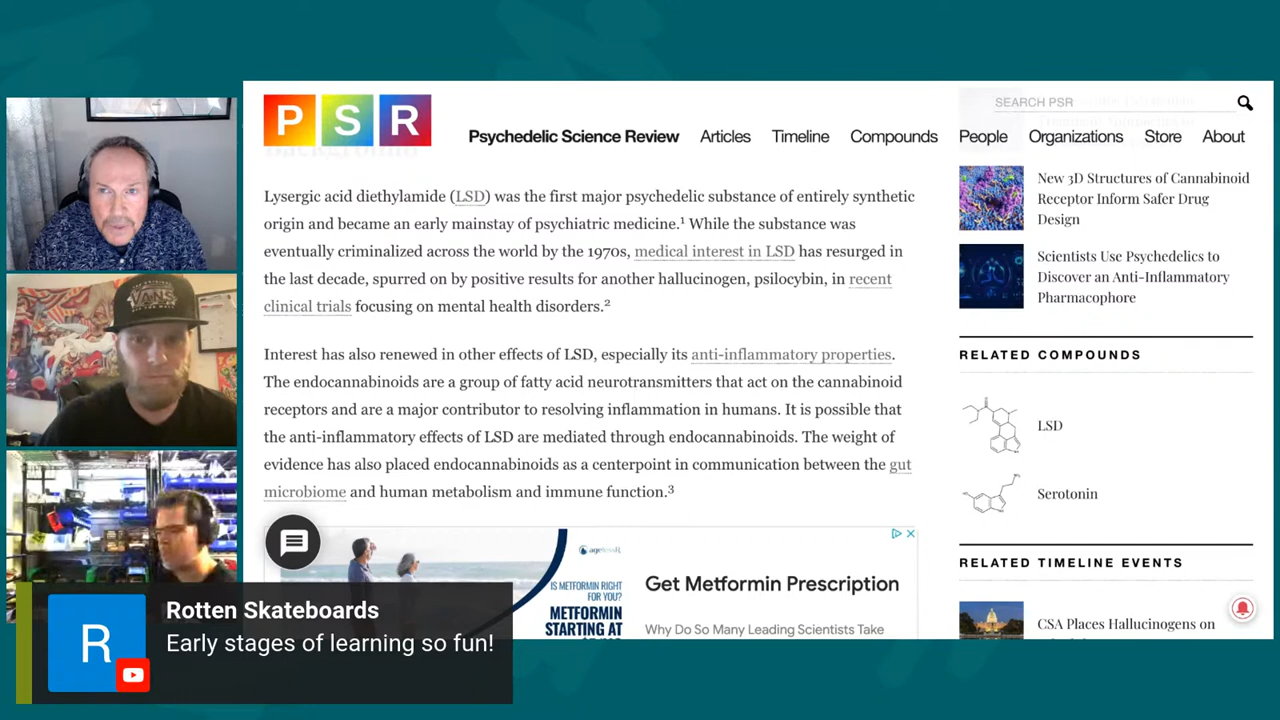 PSR
Psychedelic Science Review
Articles
Timeline
Compounds
People
Organizations
Store
About
SEARCH PSR
Lysergic acid diethylamide (LSD) was the first major psychedelic substance of entirely synthetic
origin and became an early mainstay of psychiatric medicine.¹ While the substance was
eventually criminalized across the world by the 1970s, medical interest in LSD has resurged in
the last decade, spurred on by positive results for another hallucinogen, psilocybin, in recent
clinical trials focusing on mental health disorders.²
Interest has also renewed in other effects of LSD, especially its anti-inflammatory properties.
The endocannabinoids are a group of fatty acid neurotransmitters that act on the cannabinoid
receptors and are a major contributor to resolving inflammation in humans. It is possible that
the anti-inflammatory effects of LSD are mediated through endocannabinoids. The weight of
evidence has also placed endocannabinoids as a centerpoint in communication between the gut
microbiome and human metabolism and immune function.³
New 3D Structures of Cannabinoid
Receptor Inform Safer Drug
Design
Scientists Use Psychedelics to
Discover an Anti-Inflammatory
Pharmacophore
RELATED COMPOUNDS
LSD
Serotonin
RELATED TIMELINE EVENTS
CSA Places Hallucinogens on
IS METFORMIN RIGHT
FOR YOU?
METFORMIN
STARTING AT
Get Metformin Prescription
Why Do So Many Leading Scientists Take
VANS
R
Rotten Skateboards
Early stages of learning so fun!